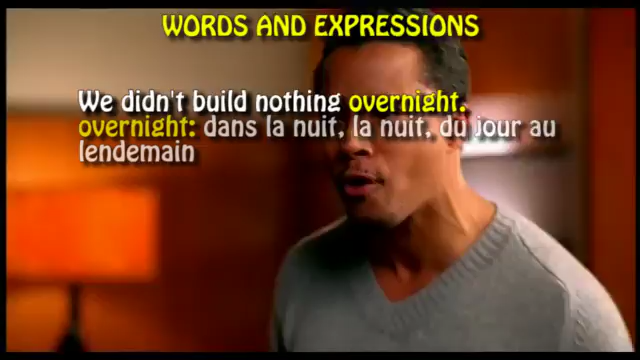 WORDS AND EXPRESSIONS
We didn't build nothing overnight.
overnight: dans la nuit, la nuit, du jour au
lendemain